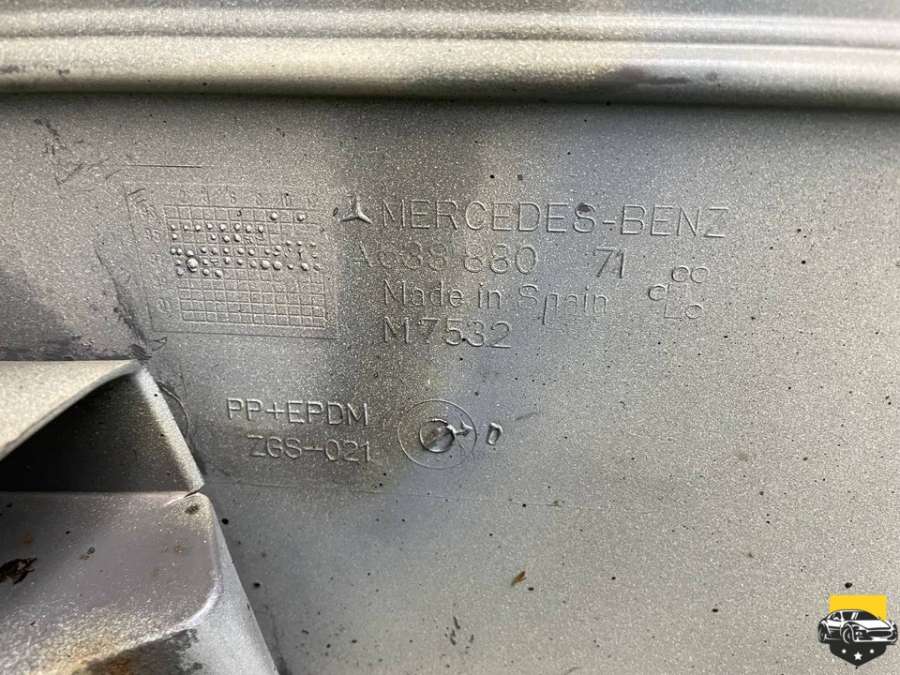 MERCEDES-BENZ
A638 880 71
Made in Spain
M7532
PP+EPDM
ZGS-021